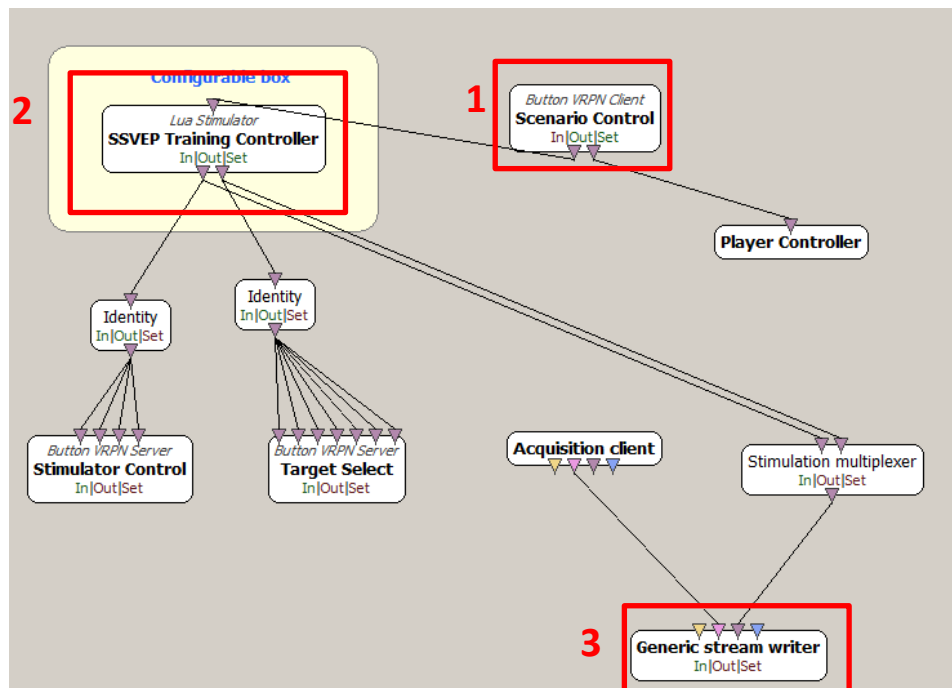 Configurable box
2
Lua Stimulator
SSVEP Training Controller
In|Out|Set
1
Button VRPN Client
Scenario Control
In|Out|Set
Player Controller
Identity
In|Out|Set
Identity
In|Out|Set
Button VRPN Server
Stimulator Control
In|Out|Set
Button VRPN Server
Target Select
In|Out|Set
Acquisition client
Stimulation multiplexer
In|Out|Set
3
Generic stream writer
In|Out|Set